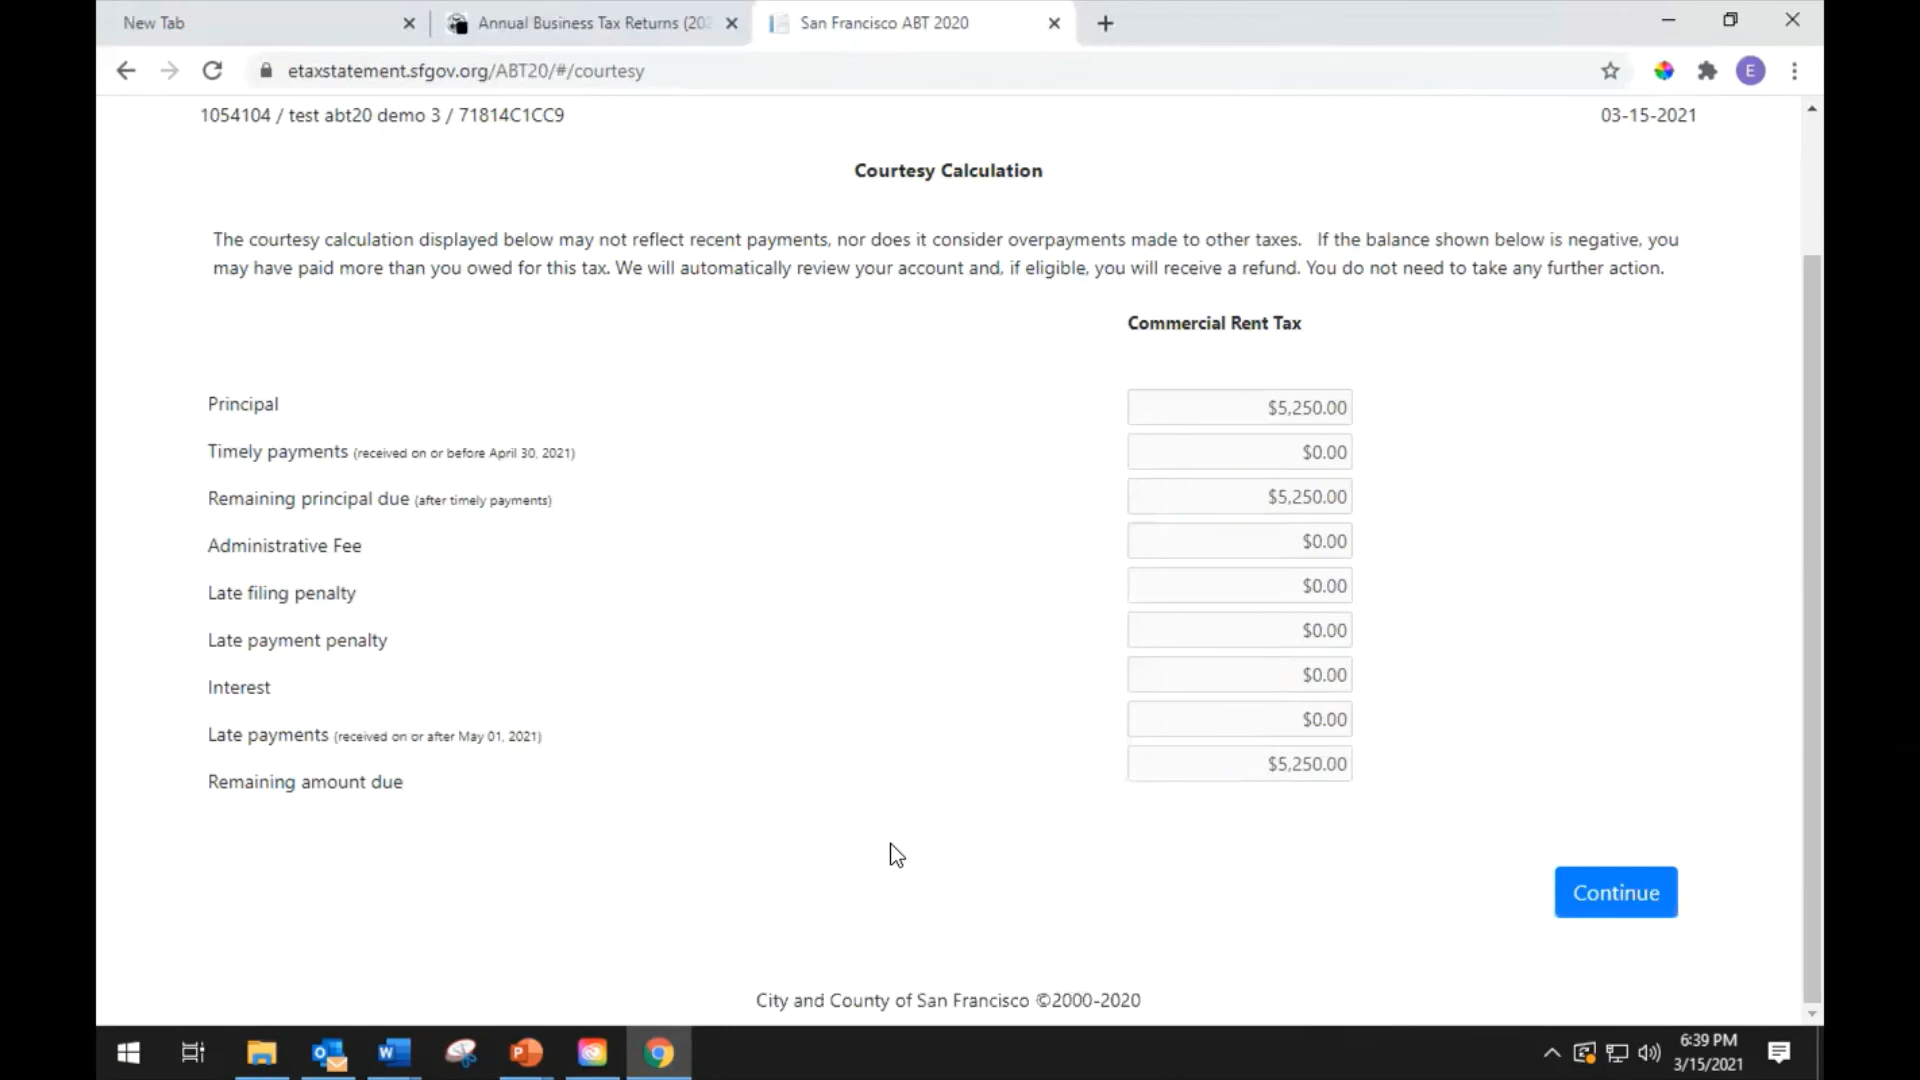 New Tab
Annual Business Tax Returns (202
San Francisco ABT 2020
etaxstatement.sfgov.org/ABT20/#/courtesy
E
1054104 / test abt20 demo 3 / 71814C1CC9
03-15-2021
Courtesy Calculation
The courtesy calculation displayed below may not reflect recent payments, nor does it consider overpayments made to other taxes. If the balance shown below is negative, you
may have paid more than you owed for this tax. We will automatically review your account and, if eligible, you will receive a refund. You do not need to take any further action.
Commercial Rent Tax
Principal $5,250.00
Timely payments (received on or before April 30, 2021) $0.00
Remaining principal due (after timely payments) $5,250.00
Administrative Fee $0.00
Late filing penalty $0.00
Late payment penalty $0.00
Interest $0.00
Late payments (received on or after May 01, 2021) $0.00
Remaining amount due $5,250.00
Continue
City and County of San Francisco ©2000-2020
6:39 PM
3/15/2021